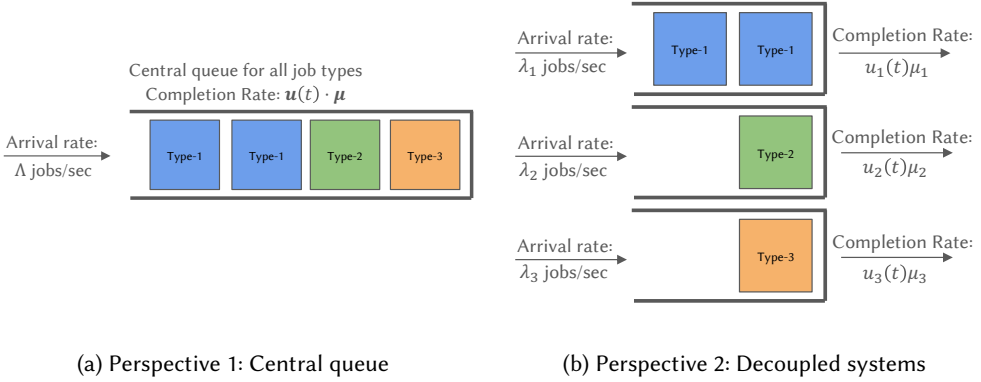 Central queue for all job types
Completion Rate: 𝒖(𝑡) · 𝝁
Arrival rate:
Λ jobs/sec
Type-1
Type-1
Type-2
Type-3
(a) Perspective 1: Central queue
Arrival rate:
λ₁ jobs/sec
Type-1
Type-1
Completion Rate:
u₁(t)μ₁
Arrival rate:
λ₂ jobs/sec
Type-2
Completion Rate:
u₂(t)μ₂
Arrival rate:
λ₃ jobs/sec
Type-3
Completion Rate:
u₃(t)μ₃
(b) Perspective 2: Decoupled systems